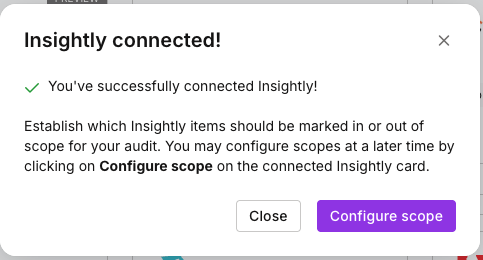 PREVIEW
Insightly connected!
You've successfully connected Insightly!
Establish which Insightly items should be marked in or out of
scope for your audit. You may configure scopes at a later time by
clicking on Configure scope on the connected Insightly card.
Close
Configure scope